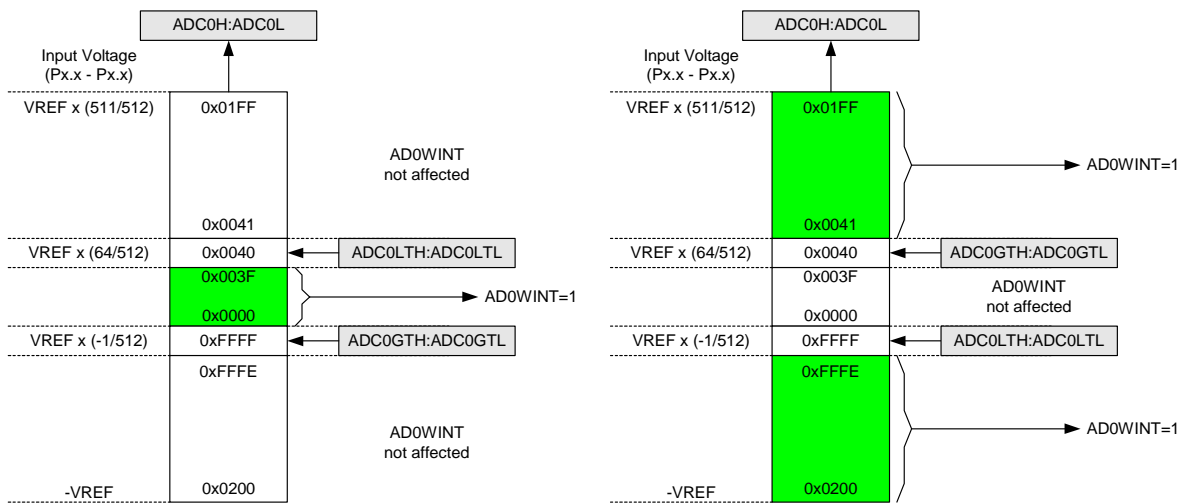 ADC0H:ADC0L
Input Voltage
(Px.x - Px.x)
VREF x (511/512)
0x01FF
AD0WINT
not affected
0x0041
VREF x (64/512)
0x0040
ADC0LTH:ADC0LTL
0x003F
AD0WINT=1
0x0000
VREF x (-1/512)
0xFFFF
ADC0GTH:ADC0GTL
0xFFFE
AD0WINT
not affected
-VREF
0x0200
ADC0H:ADC0L
Input Voltage
(Px.x - Px.x)
VREF x (511/512)
0x01FF
AD0WINT=1
0x0041
VREF x (64/512)
0x0040
ADC0GTH:ADC0GTL
0x003F
AD0WINT
not affected
0x0000
VREF x (-1/512)
0xFFFF
ADC0LTH:ADC0LTL
0xFFFE
AD0WINT=1
-VREF
0x0200